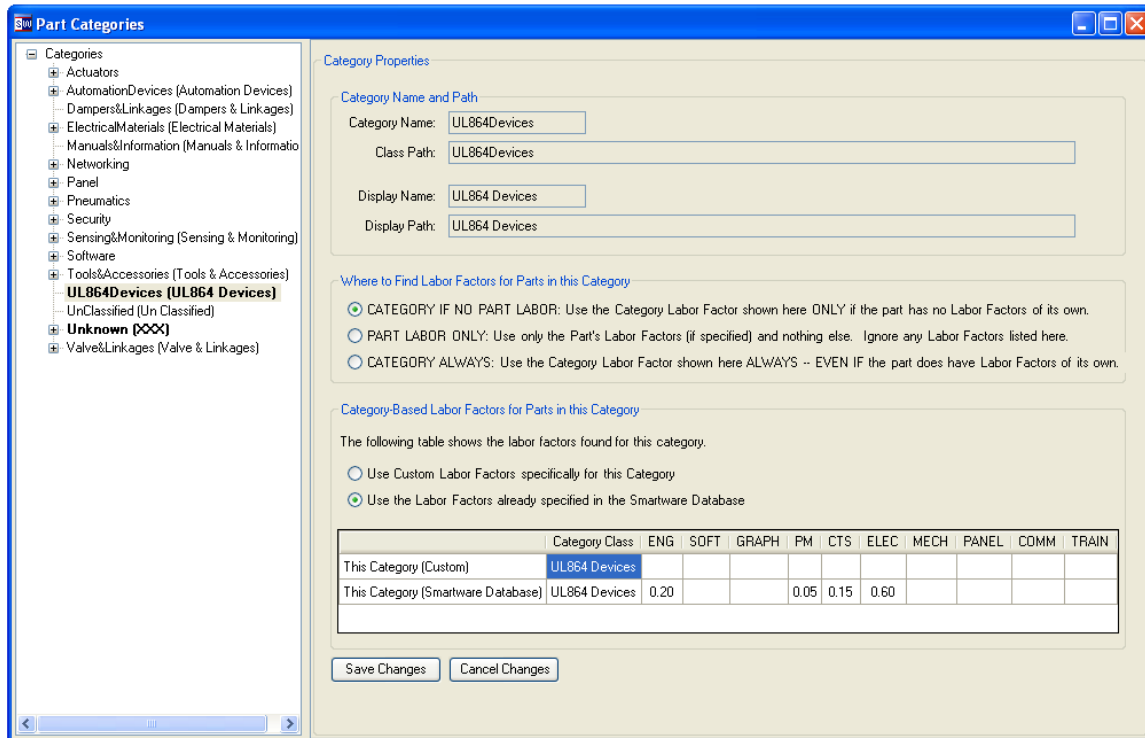 SW Part Categories
Categories
Actuators
AutomationDevices (Automation Devices)
Dampers&Linkages (Dampers & Linkages)
ElectricalMaterials (Electrical Materials)
Manuals&Information (Manuals & Informatio
Networking
Panel
Pneumatics
Security
Sensing&Monitoring (Sensing & Monitoring)
Software
Tools&Accessories (Tools & Accessories)
UL864Devices (UL864 Devices)
UnClassified (Un Classified)
Unknown (XXX)
Valve&Linkages (Valve & Linkages)
Category Properties
Category Name and Path
Category Name: UL864Devices
Class Path: UL864Devices
Display Name: UL864 Devices
Display Path: UL864 Devices
Where to Find Labor Factors for Parts in this Category
CATEGORY IF NO PART LABOR: Use the Category Labor Factor shown here ONLY if the part has no Labor Factors of its own.
PART LABOR ONLY: Use only the Part's Labor Factors (if specified) and nothing else. Ignore any Labor Factors listed here.
CATEGORY ALWAYS: Use the Category Labor Factor shown here ALWAYS -- EVEN IF the part does have Labor Factors of its own.
Category-Based Labor Factors for Parts in this Category
The following table shows the labor factors found for this category.
Use Custom Labor Factors specifically for this Category
Use the Labor Factors already specified in the Smartware Database
Category Class ENG SOFT GRAPH PM CTS ELEC MECH PANEL COMM TRAIN
This Category (Custom) UL864 Devices
This Category (Smartware Database) UL864 Devices 0.20 0.05 0.15 0.60
Save Changes Cancel Changes